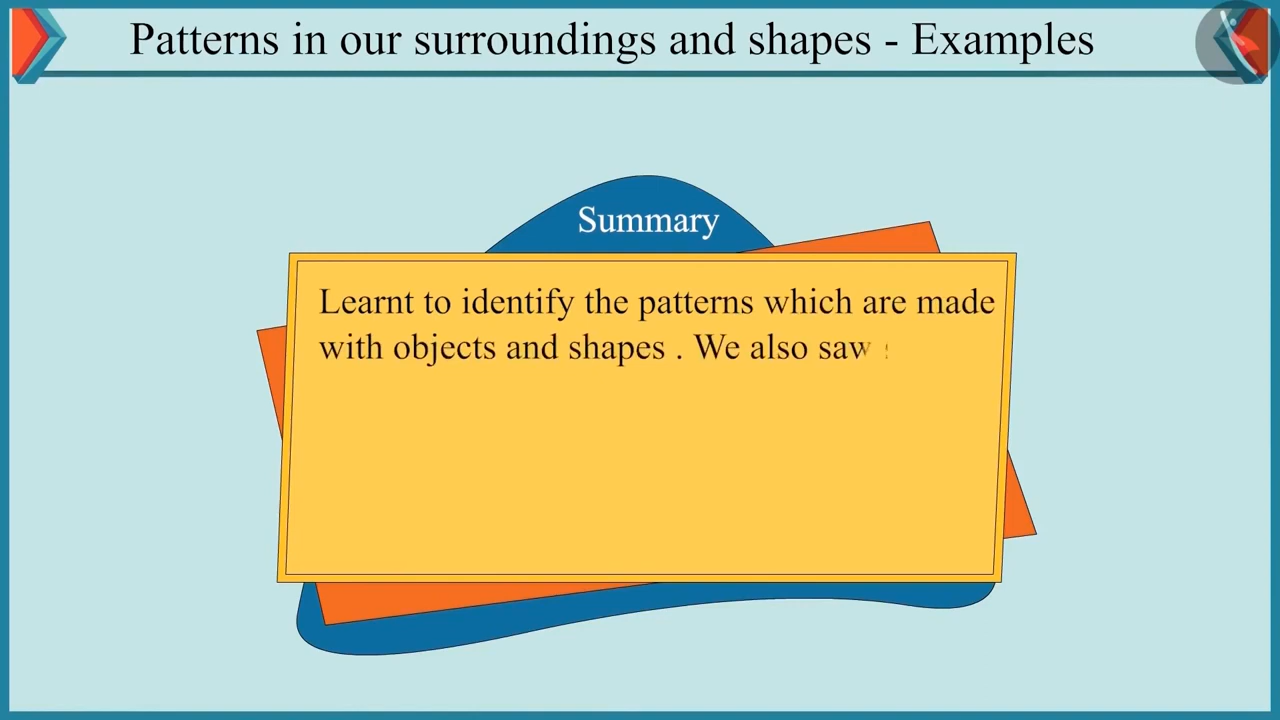 Patterns in our surroundings and shapes - Examples
Summary
Learnt to identify the patterns which are made
with objects and shapes . We also saw